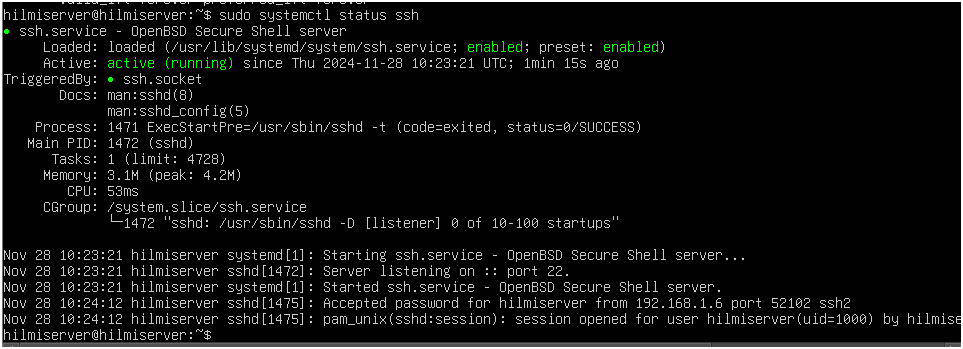 hilmiserver@hilmiserver:~$ sudo systemctl status ssh
● ssh.service - OpenBSD Secure Shell server
Loaded: loaded (/usr/lib/systemd/system/ssh.service; enabled; preset: enabled)
Active: active (running) since Thu 2024-11-28 10:23:21 UTC; 1min 15s ago
TriggeredBy: ● ssh.socket
Docs: man:sshd(8)
man:sshd_config(5)
Process: 1471 ExecStartPre=/usr/sbin/sshd -t (code=exited, status=0/SUCCESS)
Main PID: 1472 (sshd)
Tasks: 1 (limit: 4728)
Memory: 3.1M (peak: 4.2M)
CPU: 53ms
CGroup: /system.slice/ssh.service
└─1472 "sshd: /usr/sbin/sshd -D [listener] 0 of 10-100 startups"
Nov 28 10:23:21 hilmiserver systemd[1]: Starting ssh.service - OpenBSD Secure Shell server...
Nov 28 10:23:21 hilmiserver sshd[1472]: Server listening on :: port 22.
Nov 28 10:23:21 hilmiserver systemd[1]: Started ssh.service - OpenBSD Secure Shell server.
Nov 28 10:24:12 hilmiserver sshd[1475]: Accepted password for hilmiserver from 192.168.1.6 port 52102 ssh2
Nov 28 10:24:12 hilmiserver sshd[1475]: pam_unix(sshd:session): session opened for user hilmiserver(uid=1000) by hilmise
hilmiserver@hilmiserver:~$